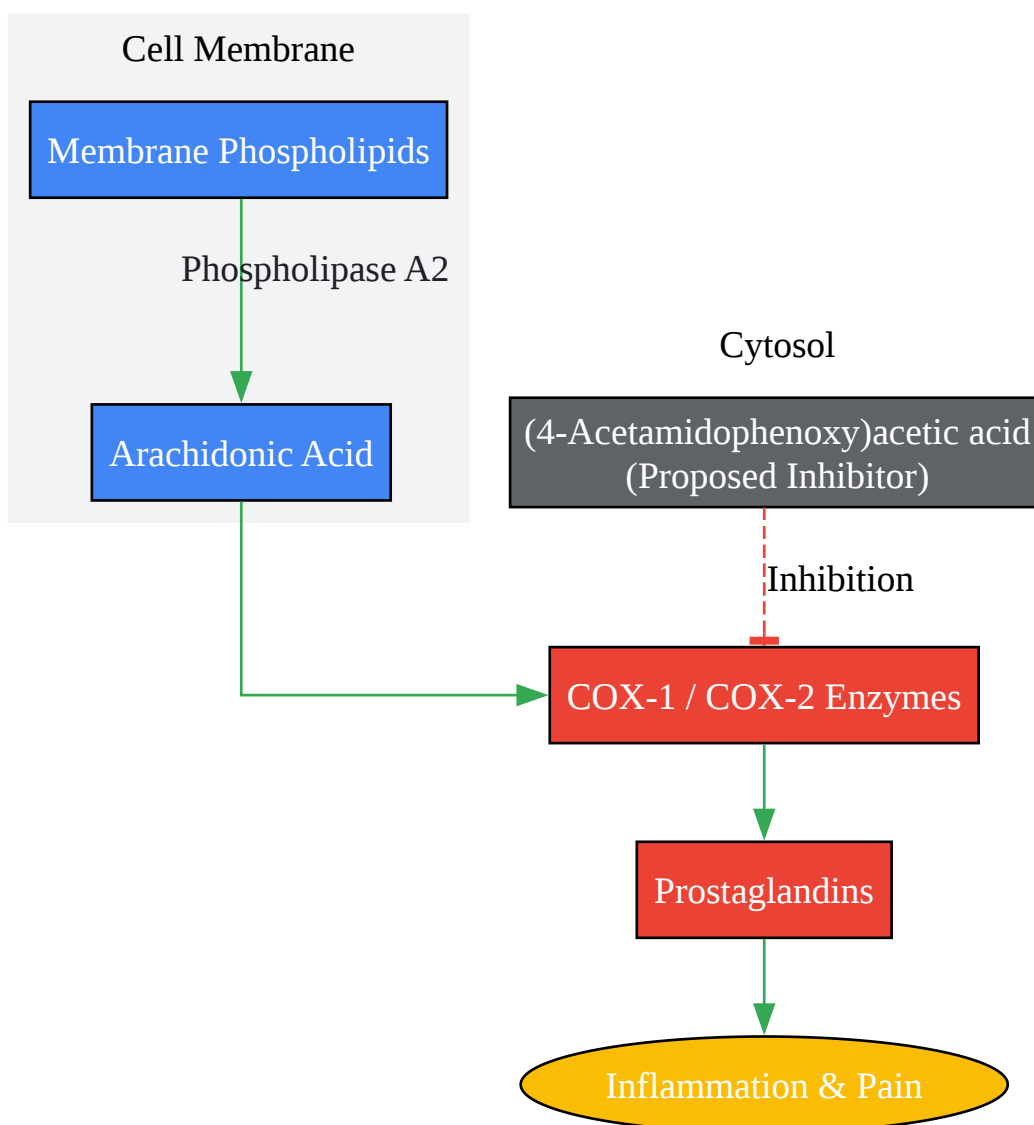 Cell Membrane
Membrane Phospholipids
Phospholipase A2
Arachidonic Acid
Cytosol
(4-Acetamidophenoxy)acetic acid
(Proposed Inhibitor)
Inhibition
COX-1 / COX-2 Enzymes
Prostaglandins
Inflammation & Pain